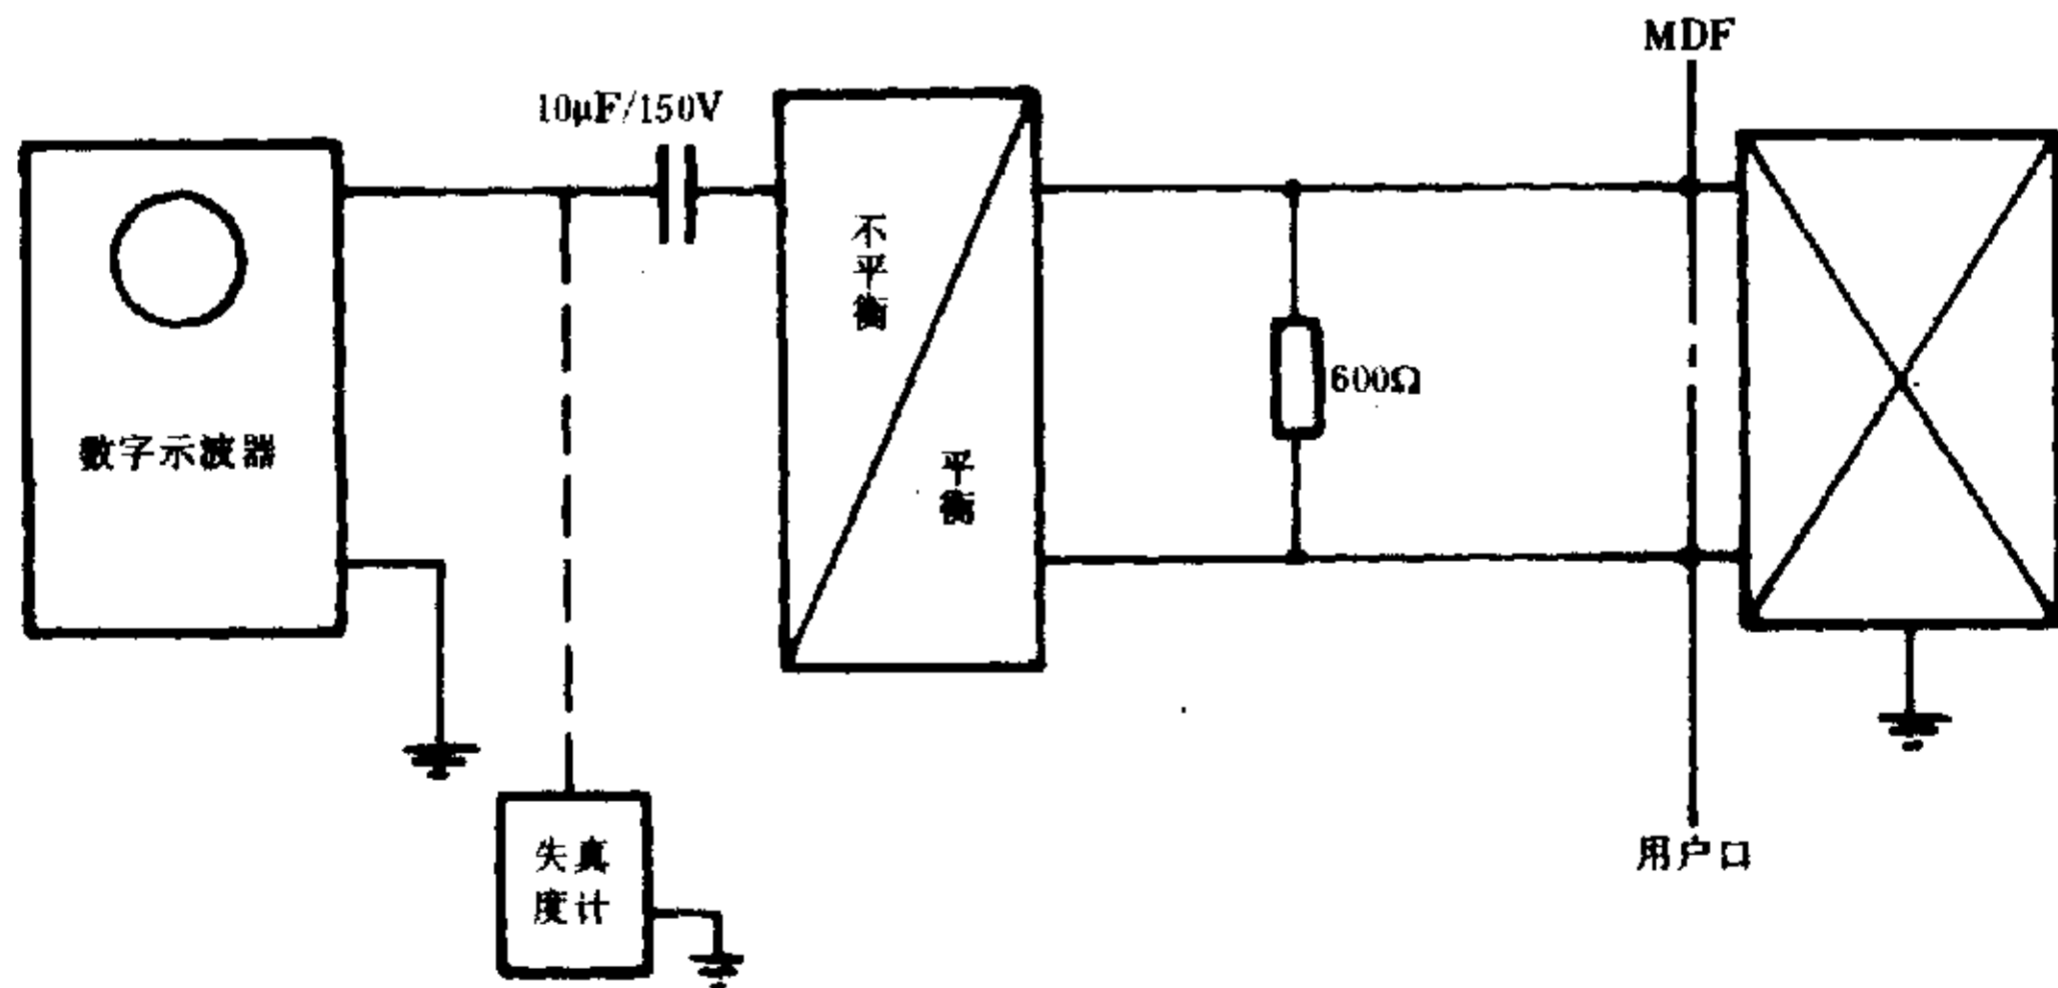 MDF
10μF/150V
不平衡
600Ω
数字示波器
平衡
失真
度计
用户口